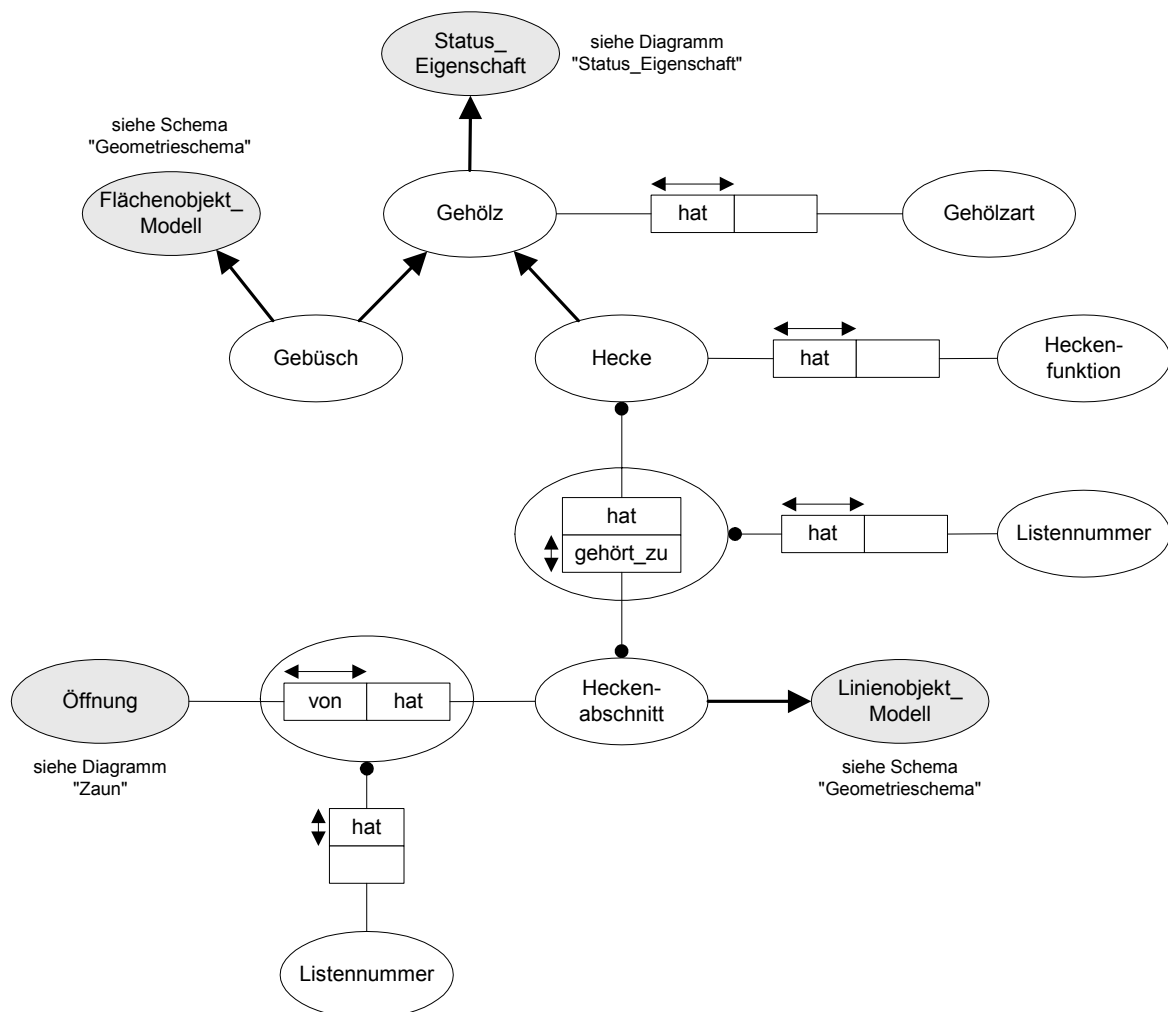 Status_
Eigenschaft
siehe Diagramm
"Status_Eigenschaft"
siehe Schema
"Geometrieschema"
Flächenobjekt_
Modell
Gehölz
hat
Gehölzart
Gebüsch
Hecke
hat
Hecken-
funktion
hat
gehört_zu
hat
Listennummer
Öffnung
von
hat
Hecken-
abschnitt
Linienobjekt_
Modell
siehe Diagramm
"Zaun"
siehe Schema
"Geometrieschema"
hat
Listennummer